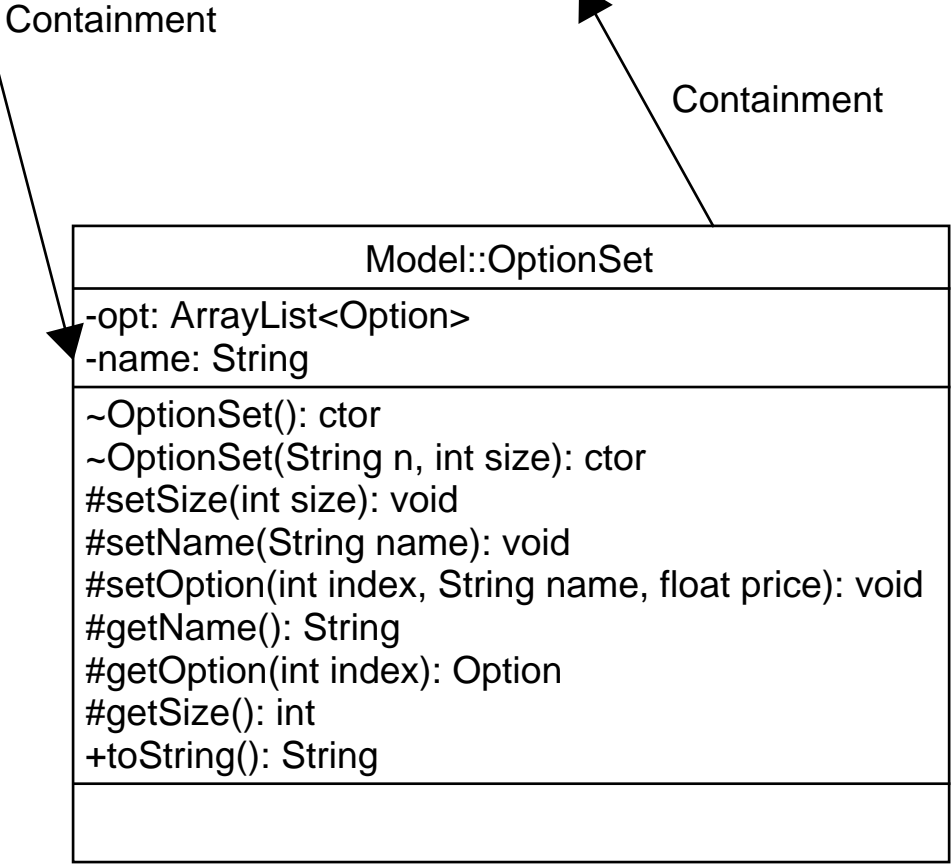 Containment
Containment
Model::OptionSet
-opt: ArrayList<Option>
-name: String
~OptionSet(): ctor
~OptionSet(String n, int size): ctor
#setSize(int size): void
#setName(String name): void
#setOption(int index, String name, float price): void
#getName(): String
#getOption(int index): Option
#getSize(): int
+toString(): String